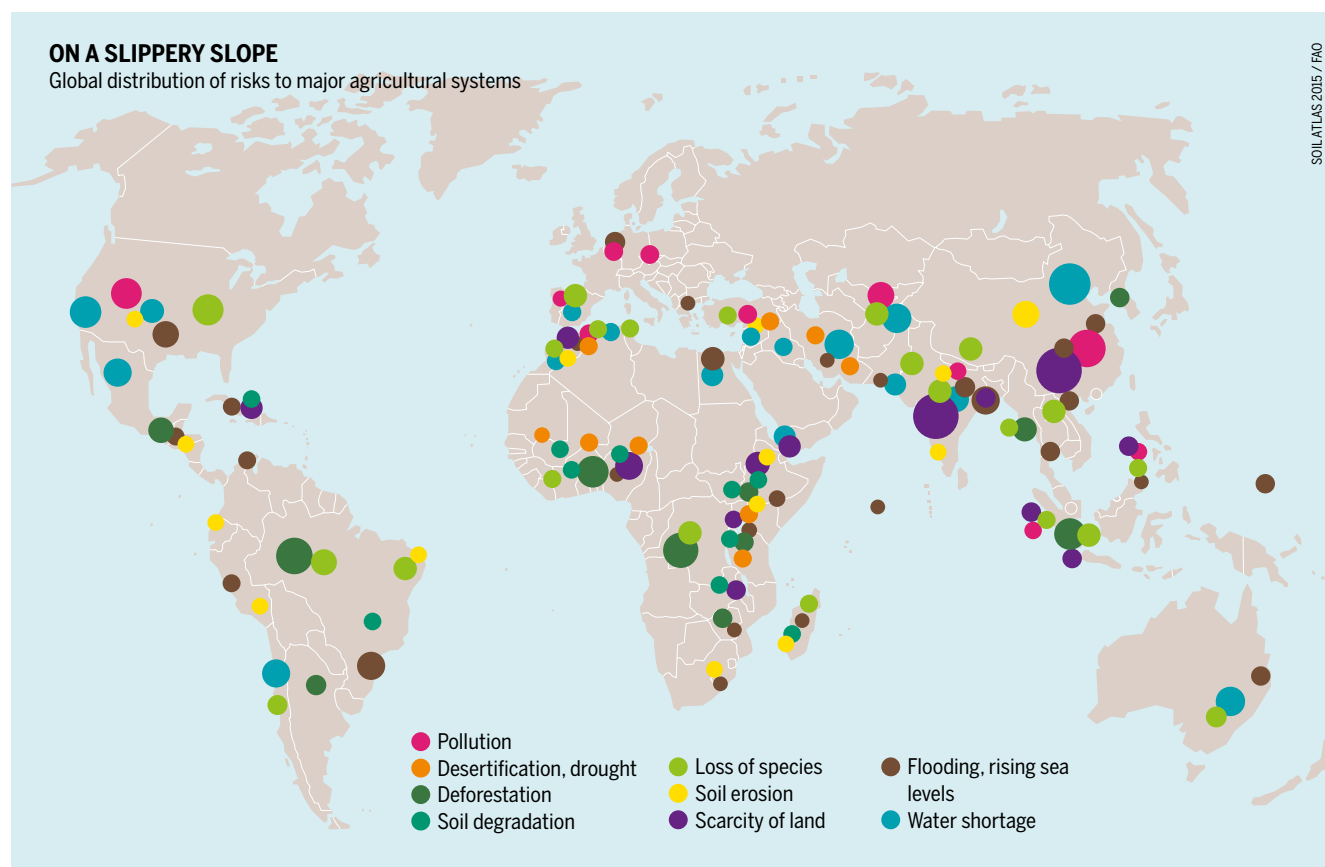 ON A SLIPPERY SLOPE
Global distribution of risks to major agricultural systems
SOIL ATLAS 2015 / FAO
Pollution
Desertification, drought
Deforestation
Soil degradation
Loss of species
Soil erosion
Scarcity of land
Flooding, rising sea
levels
Water shortage